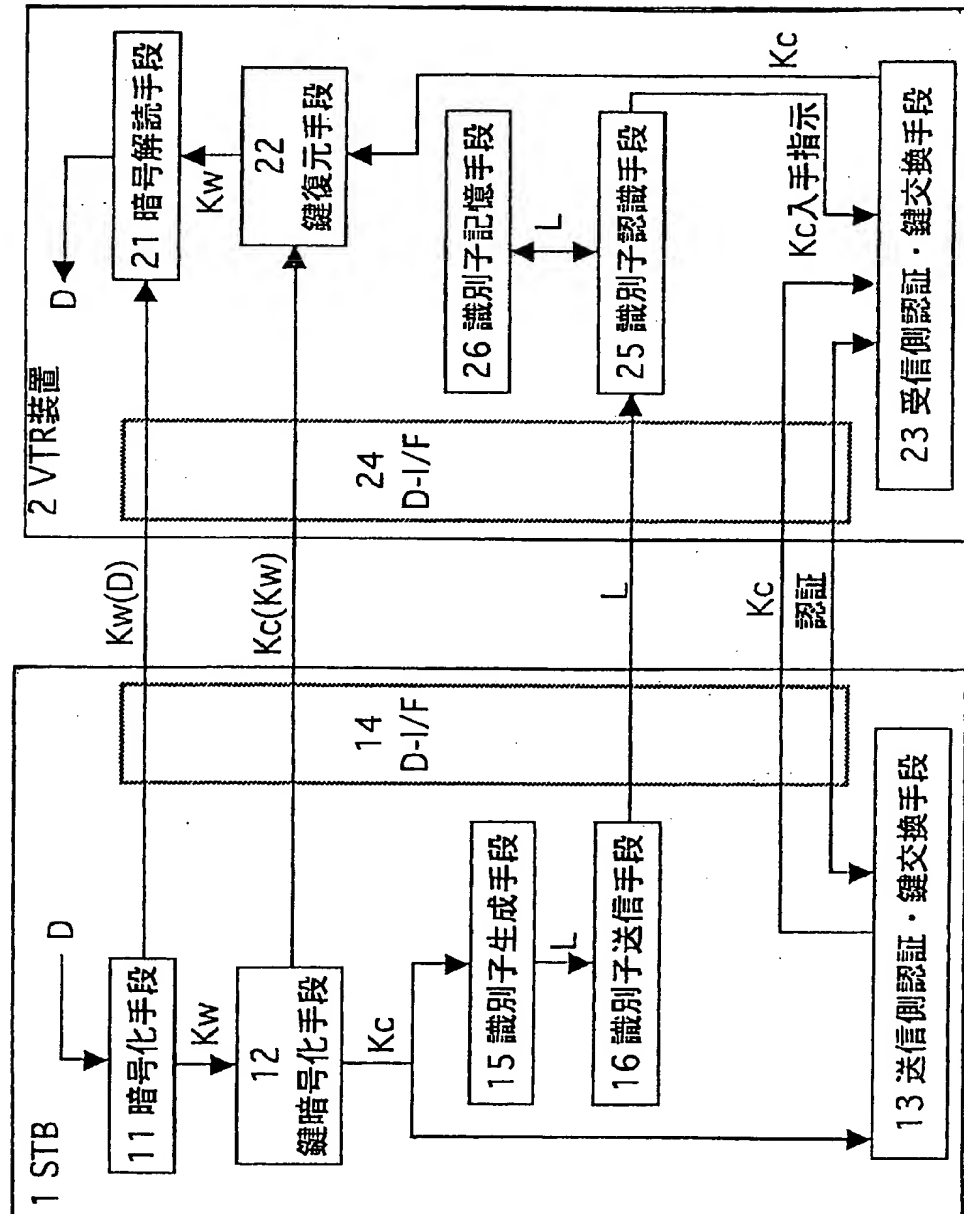 1 STB
D
11 暗号化手段
Kw
12
鍵暗号化手段
Kc
15 識別子生成手段
L
16 識別子送信手段
13 送信側認証・鍵交換手段
14
D-I/F
Kw(D)
Kc(Kw)
L
Kc
認証
2 VTR装置
24
D-I/F
D
21 暗号解読手段
Kw
22
鍵復元手段
26 識別子記憶手段
L
25 識別子認識手段
Kc入手指示
Kc
23 受信側認証・鍵交換手段